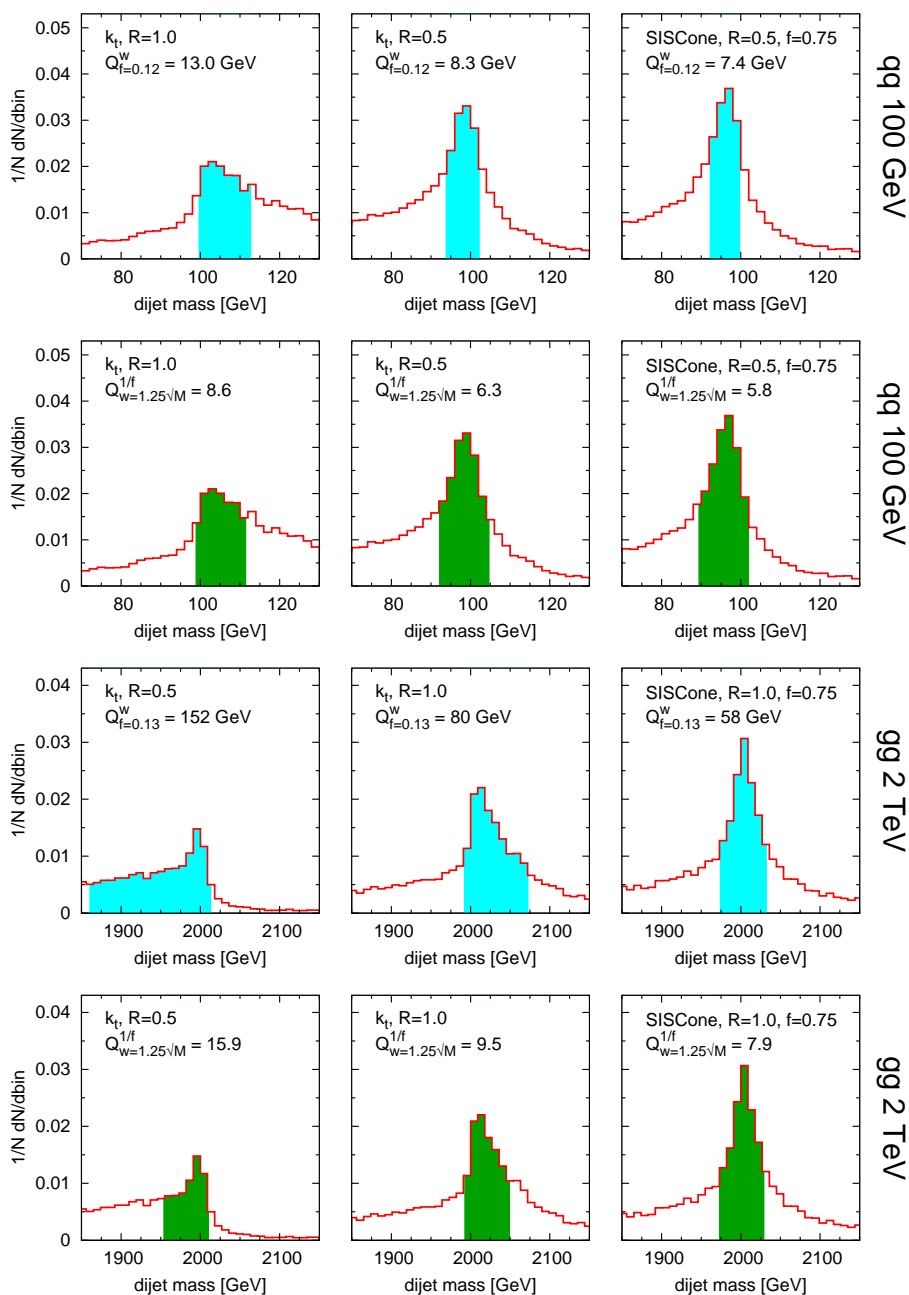 k_t, R=1.0
Q^w_{f=0.12} = 13.0 GeV
k_t, R=0.5
Q^w_{f=0.12} = 8.3 GeV
SISCone, R=0.5, f=0.75
Q^w_{f=0.12} = 7.4 GeV
qq 100 GeV
1/N dN/dbin
0.05
0.04
0.03
0.02
0.01
0
80 100 120
80 100 120
80 100 120
dijet mass [GeV]
dijet mass [GeV]
dijet mass [GeV]
k_t, R=1.0
Q^{1/f}_{w=1.25√M} = 8.6
k_t, R=0.5
Q^{1/f}_{w=1.25√M} = 6.3
SISCone, R=0.5, f=0.75
Q^{1/f}_{w=1.25√M} = 5.8
qq 100 GeV
1/N dN/dbin
0.05
0.04
0.03
0.02
0.01
0
80 100 120
80 100 120
80 100 120
dijet mass [GeV]
dijet mass [GeV]
dijet mass [GeV]
k_t, R=0.5
Q^w_{f=0.13} = 152 GeV
k_t, R=1.0
Q^w_{f=0.13} = 80 GeV
SISCone, R=1.0, f=0.75
Q^w_{f=0.13} = 58 GeV
gg 2 TeV
1/N dN/dbin
0.04
0.03
0.02
0.01
0
1900 2000 2100
1900 2000 2100
1900 2000 2100
dijet mass [GeV]
dijet mass [GeV]
dijet mass [GeV]
k_t, R=0.5
Q^{1/f}_{w=1.25√M} = 15.9
k_t, R=1.0
Q^{1/f}_{w=1.25√M} = 9.5
SISCone, R=1.0, f=0.75
Q^{1/f}_{w=1.25√M} = 7.9
gg 2 TeV
1/N dN/dbin
0.04
0.03
0.02
0.01
0
1900 2000 2100
1900 2000 2100
1900 2000 2100
dijet mass [GeV]
dijet mass [GeV]
dijet mass [GeV]